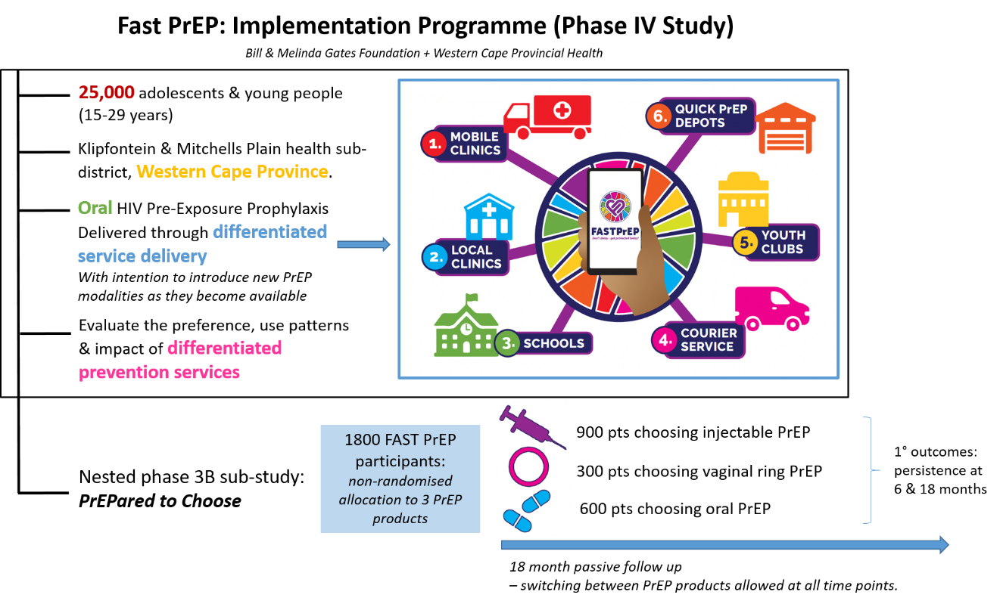 Fast PrEP: Implementation Programme (Phase IV Study)
Bill & Melinda Gates Foundation + Western Cape Provincial Health
25,000 adolescents & young people
(15-29 years)
Klipfontein & Mitchells Plain health sub-
district, Western Cape Province.
Oral HIV Pre-Exposure Prophylaxis
Delivered through differentiated
service delivery
With intention to introduce new PrEP
modalities as they become available
Evaluate the preference, use patterns
& impact of differentiated
prevention services
1. MOBILE
CLINICS
2. LOCAL
CLINICS
3. SCHOOLS
4. COURIER
SERVICE
5. YOUTH
CLUBS
6. QUICK PrEP
DEPOTS
FASTPrEP
Don't delay - get protected today!
Nested phase 3B sub-study:
PrEPared to Choose
1800 FAST PrEP
participants:
non-randomised
allocation to 3 PrEP
products
900 pts choosing injectable PrEP
300 pts choosing vaginal ring PrEP
600 pts choosing oral PrEP
1° outcomes:
persistence at
6 & 18 months
18 month passive follow up
– switching between PrEP products allowed at all time points.